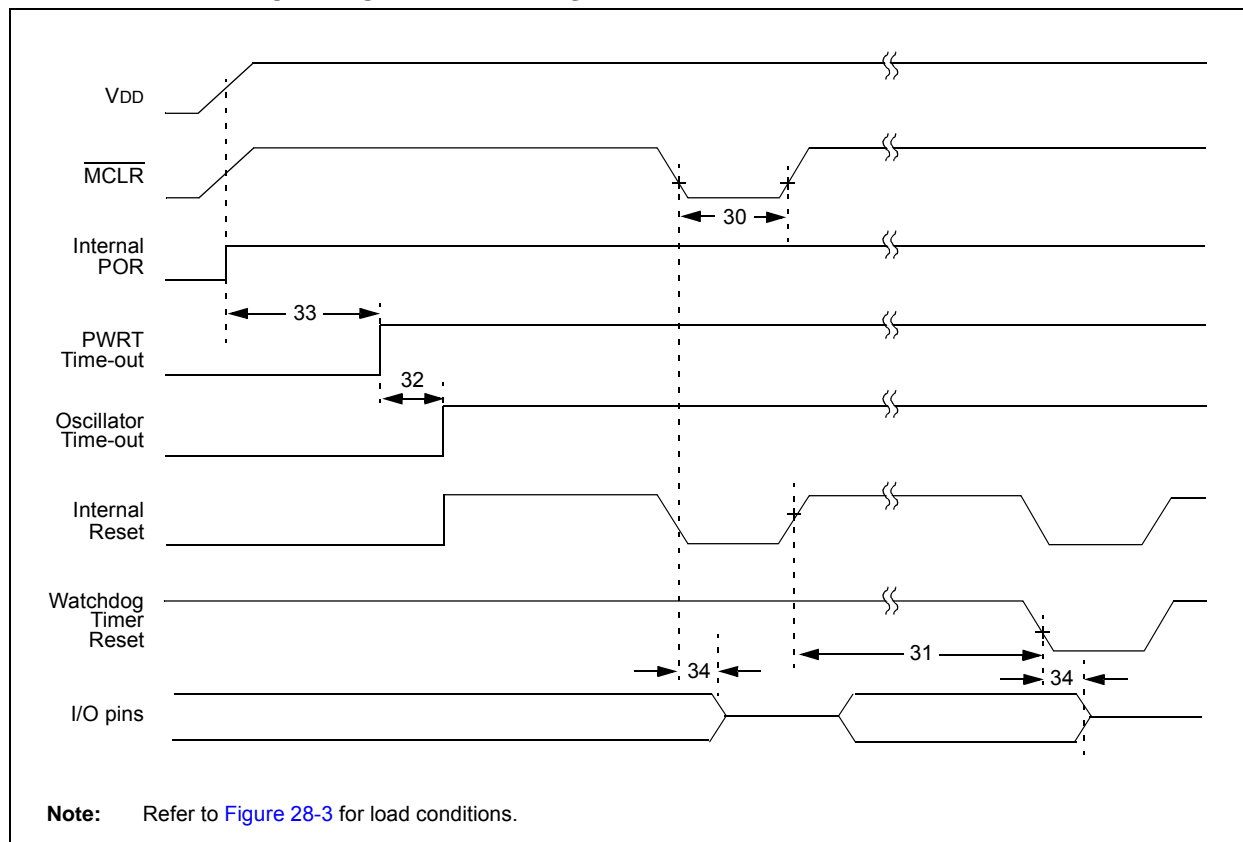 VDD
MCLR
30
Internal
POR
33
PWRT
Time-out
32
Oscillator
Time-out
Internal
Reset
Watchdog
Timer
Reset
31
34
34
I/O pins
Note: Refer to Figure 28-3 for load conditions.